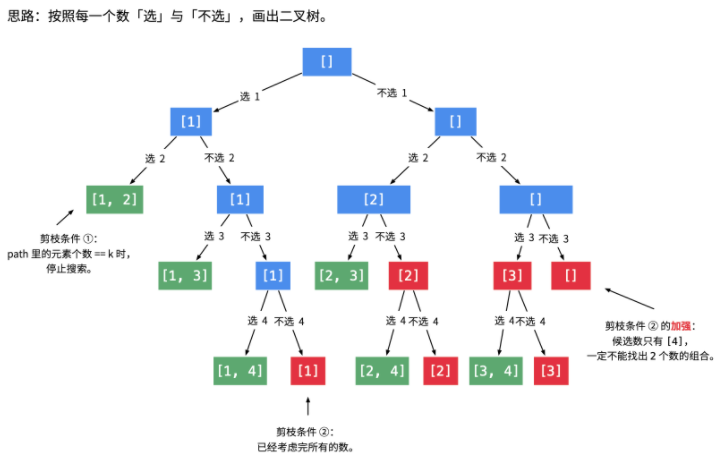 思路：按照每一个数「选」与「不选」，画出二叉树。
[]
选 1
不选 1
[1]
[]
选 2
不选 2
选 2
不选 2
[1, 2]
[1]
[2]
[]
选 3
不选 3
选 3
不选 3
选 3
不选 3
剪枝条件 ①：
path 里的元素个数 == k 时，
停止搜索。
[1, 3]
[1]
[2, 3]
[2]
[3]
[]
选 4
不选 4
选 4
不选 4
选 4
不选 4
剪枝条件 ② 的加强：
候选数只有 [4]，
一定不能找出 2 个数的组合。
[1, 4]
[1]
[2, 4]
[2]
[3, 4]
[3]
剪枝条件 ②：
已经考虑完所有的数。